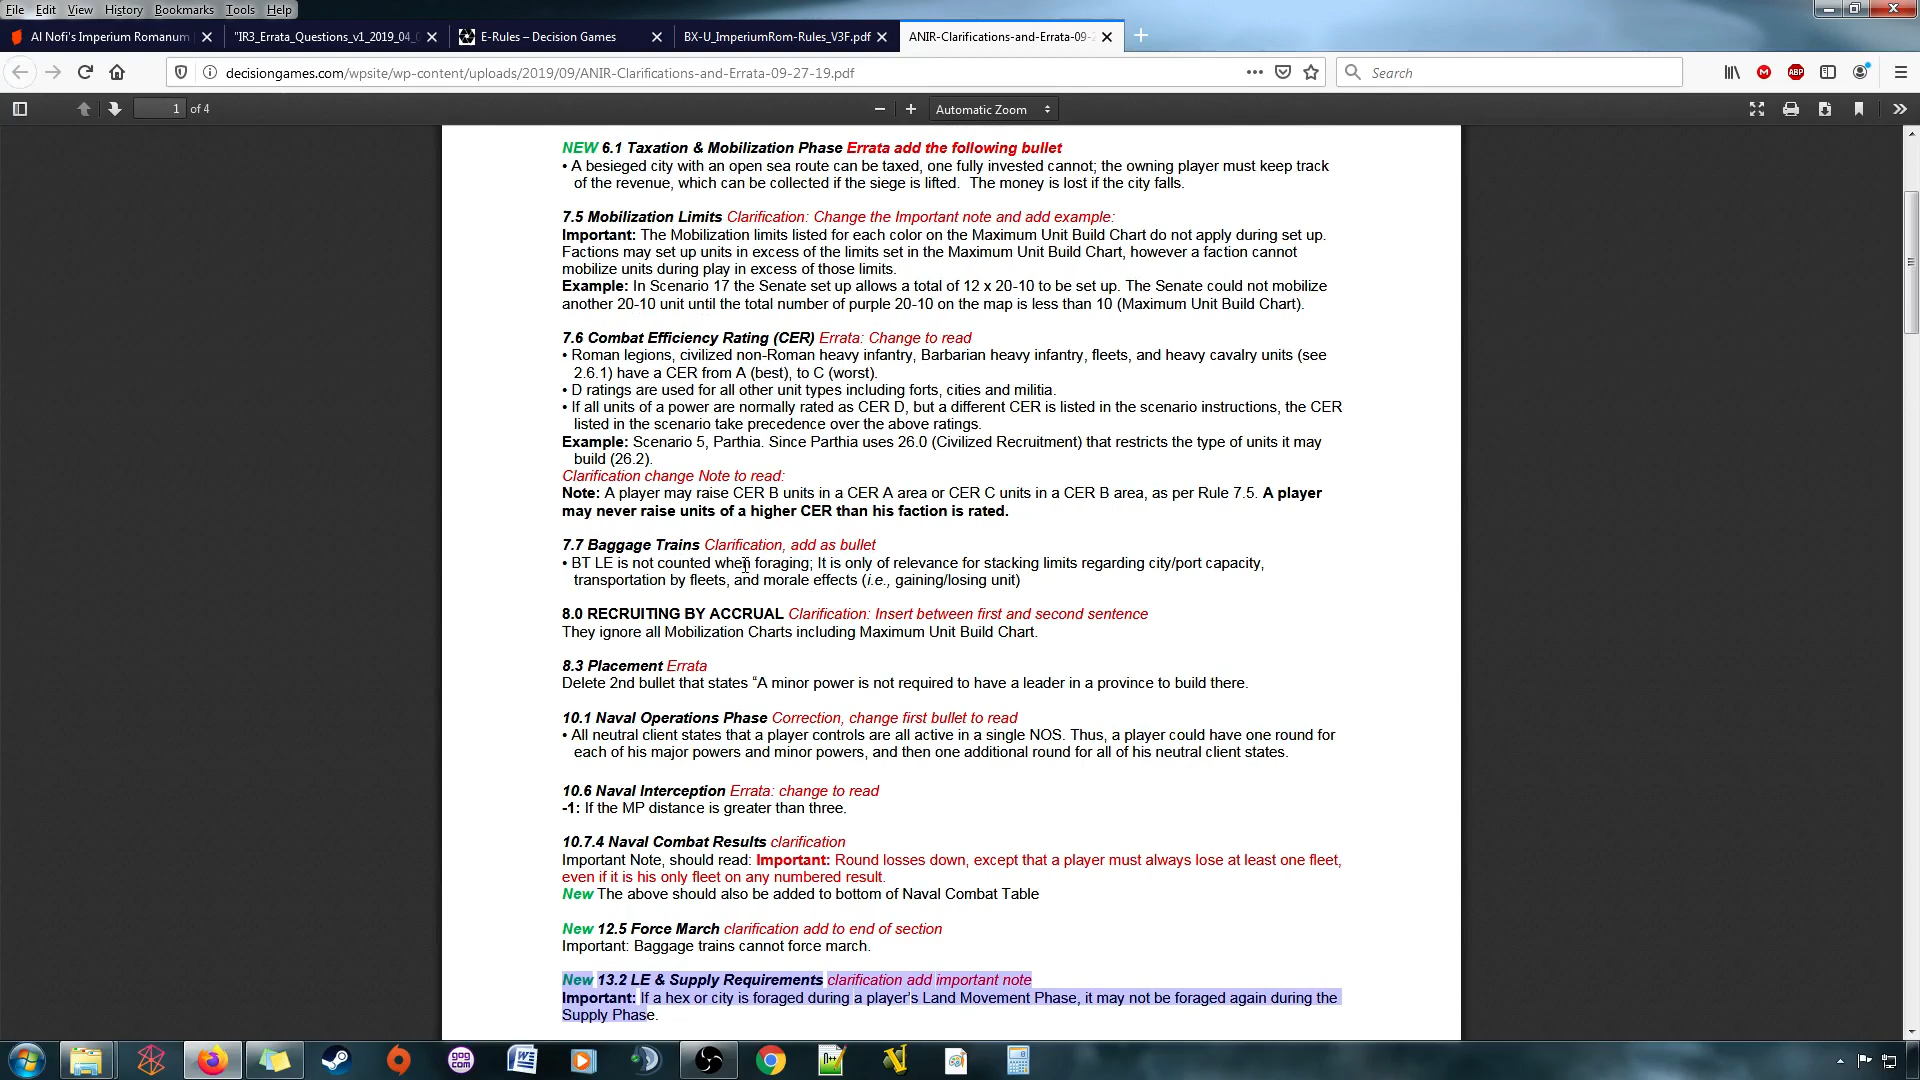 File Edit View History Bookmarks Tools Help
Al Nofi's Imperium Romanum
"IR3_Errata_Questions_v1_2019_04_
E-Rules – Decision Games
BX-U_ImperiumRom-Rules_V3F.pdf
ANIR-Clarifications-and-Errata-09-
decisiongames.com/wpsite/wp-content/uploads/2019/09/ANIR-Clarifications-and-Errata-09-27-19.pdf
Search
ABP
1 of 4
Automatic Zoom
NEW 6.1 Taxation & Mobilization Phase Errata add the following bullet
• A besieged city with an open sea route can be taxed, one fully invested cannot; the owning player must keep track
of the revenue, which can be collected if the siege is lifted. The money is lost if the city falls.
7.5 Mobilization Limits Clarification: Change the Important note and add example:
Important: The Mobilization limits listed for each color on the Maximum Unit Build Chart do not apply during set up.
Factions may set up units in excess of the limits set in the Maximum Unit Build Chart, however a faction cannot
mobilize units during play in excess of those limits.
Example: In Scenario 17 the Senate set up allows a total of 12 x 20-10 to be set up. The Senate could not mobilize
another 20-10 unit until the total number of purple 20-10 on the map is less than 10 (Maximum Unit Build Chart).
7.6 Combat Efficiency Rating (CER) Errata: Change to read
• Roman legions, civilized non-Roman heavy infantry, Barbarian heavy infantry, fleets, and heavy cavalry units (see
2.6.1) have a CER from A (best), to C (worst).
• D ratings are used for all other unit types including forts, cities and militia.
• If all units of a power are normally rated as CER D, but a different CER is listed in the scenario instructions, the CER
listed in the scenario take precedence over the above ratings.
Example: Scenario 5, Parthia. Since Parthia uses 26.0 (Civilized Recruitment) that restricts the type of units it may
build (26.2).
Clarification change Note to read:
Note: A player may raise CER B units in a CER A area or CER C units in a CER B area, as per Rule 7.5. A player
may never raise units of a higher CER than his faction is rated.
7.7 Baggage Trains Clarification, add as bullet
• BT LE is not counted when foraging; It is only of relevance for stacking limits regarding city/port capacity,
transportation by fleets, and morale effects (i.e., gaining/losing unit)
8.0 RECRUITING BY ACCRUAL Clarification: Insert between first and second sentence
They ignore all Mobilization Charts including Maximum Unit Build Chart.
8.3 Placement Errata
Delete 2nd bullet that states “A minor power is not required to have a leader in a province to build there.
10.1 Naval Operations Phase Correction, change first bullet to read
• All neutral client states that a player controls are all active in a single NOS. Thus, a player could have one round for
each of his major powers and minor powers, and then one additional round for all of his neutral client states.
10.6 Naval Interception Errata: change to read
-1: If the MP distance is greater than three.
10.7.4 Naval Combat Results clarification
Important Note, should read: Important: Round losses down, except that a player must always lose at least one fleet,
even if it is his only fleet on any numbered result.
New The above should also be added to bottom of Naval Combat Table
New 12.5 Force March clarification add to end of section
Important: Baggage trains cannot force march.
New 13.2 LE & Supply Requirements clarification add important note
Important: If a hex or city is foraged during a player’s Land Movement Phase, it may not be foraged again during the
Supply Phase.